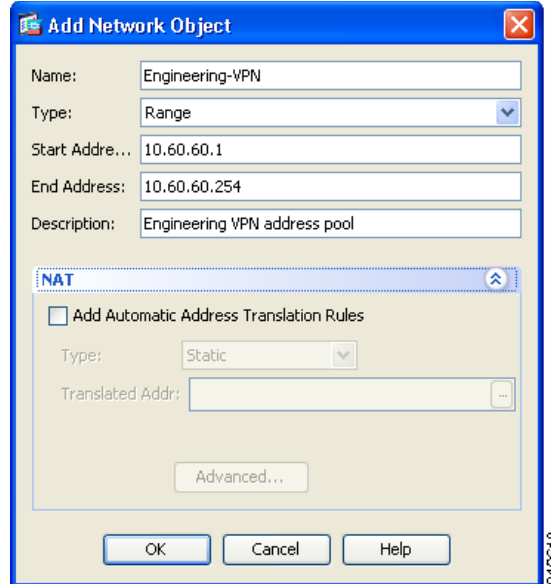 Add Network Object
Name: Engineering-VPN
Type: Range
Start Addre... 10.60.60.1
End Address: 10.60.60.254
Description: Engineering VPN address pool
NAT
Add Automatic Address Translation Rules
Type: Static
Translated Addr:
...
Advanced...
OK Cancel Help